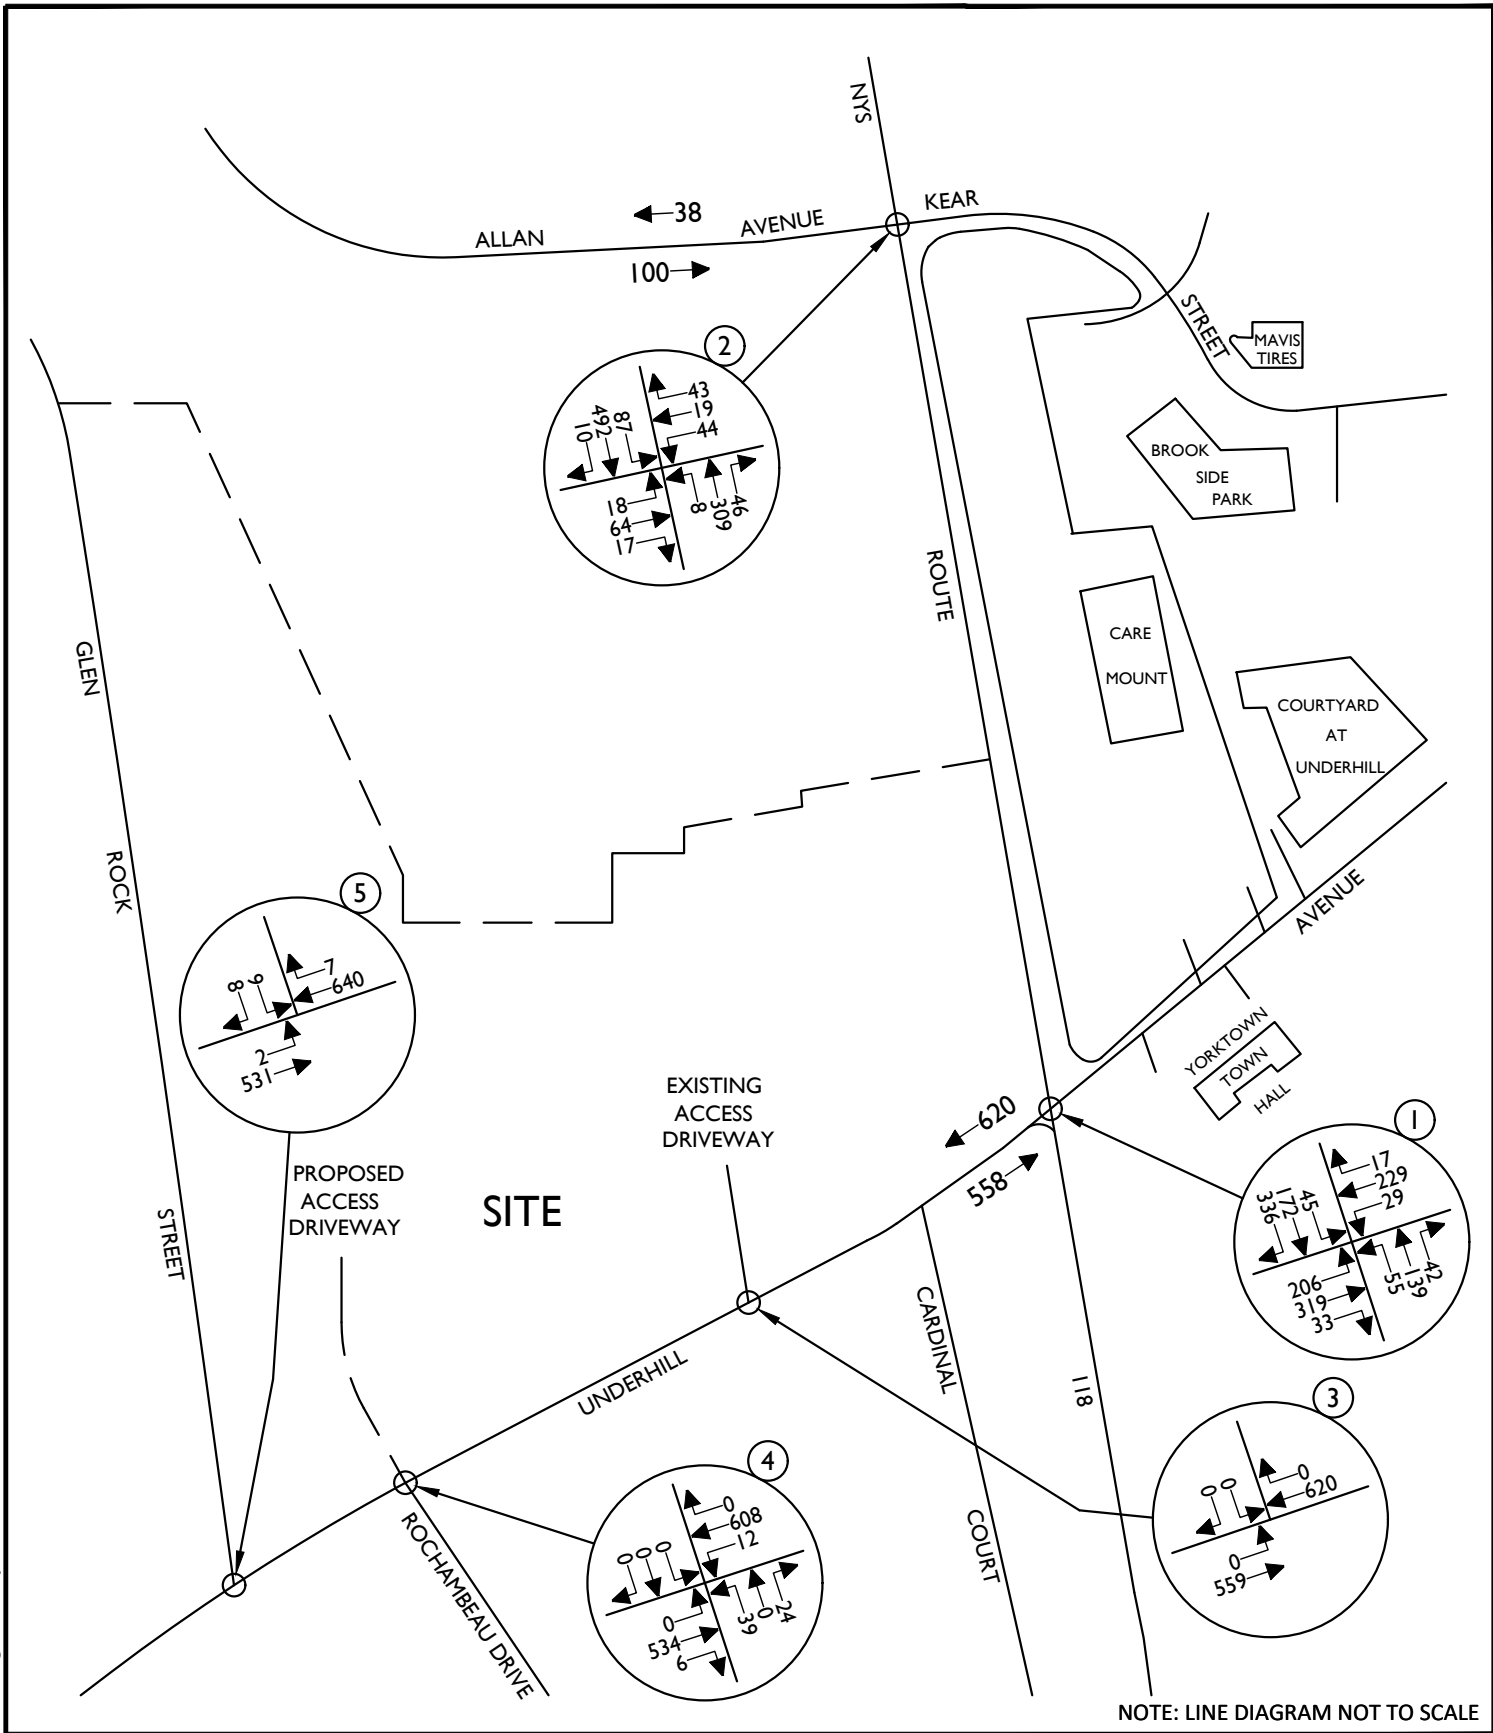 NYS
KEAR
38
AVENUE
ALLAN
100
STREET
MAVIS
TIRES
2
43
19
44
87
492
10
18
64
17
8
309
46
BROOK
SIDE
PARK
ROUTE
CARE
MOUNT
GLEN
COURTYARD
AT
UNDERHILL
ROCK
5
AVENUE
7
640
9
8
2
531
YORKTOWN
TOWN
HALL
EXISTING
ACCESS
DRIVEWAY
620
558
1
17
229
29
45
172
336
206
319
33
55
139
42
PROPOSED
ACCESS
DRIVEWAY
SITE
STREET
CARDINAL
UNDERHILL
118
3
0
620
0
0
0
559
4
0
608
12
0
0
0
0
534
6
39
0
24
COURT
ROCHAMBEAU DRIVE
NOTE: LINE DIAGRAM NOT TO SCALE